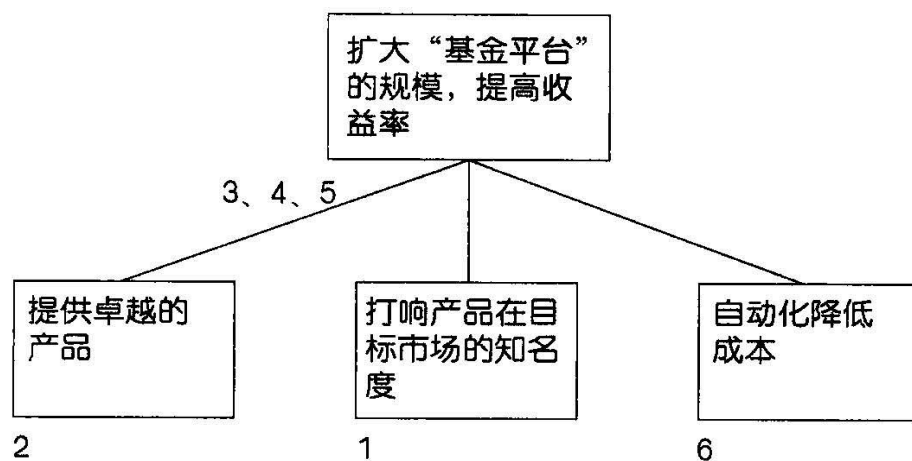 扩大“基金平台”
的规模，提高收
益率
3、4、5
提供卓越的
产品
打响产品在目
标市场的知名
度
自动化降低
成本
2
1
6